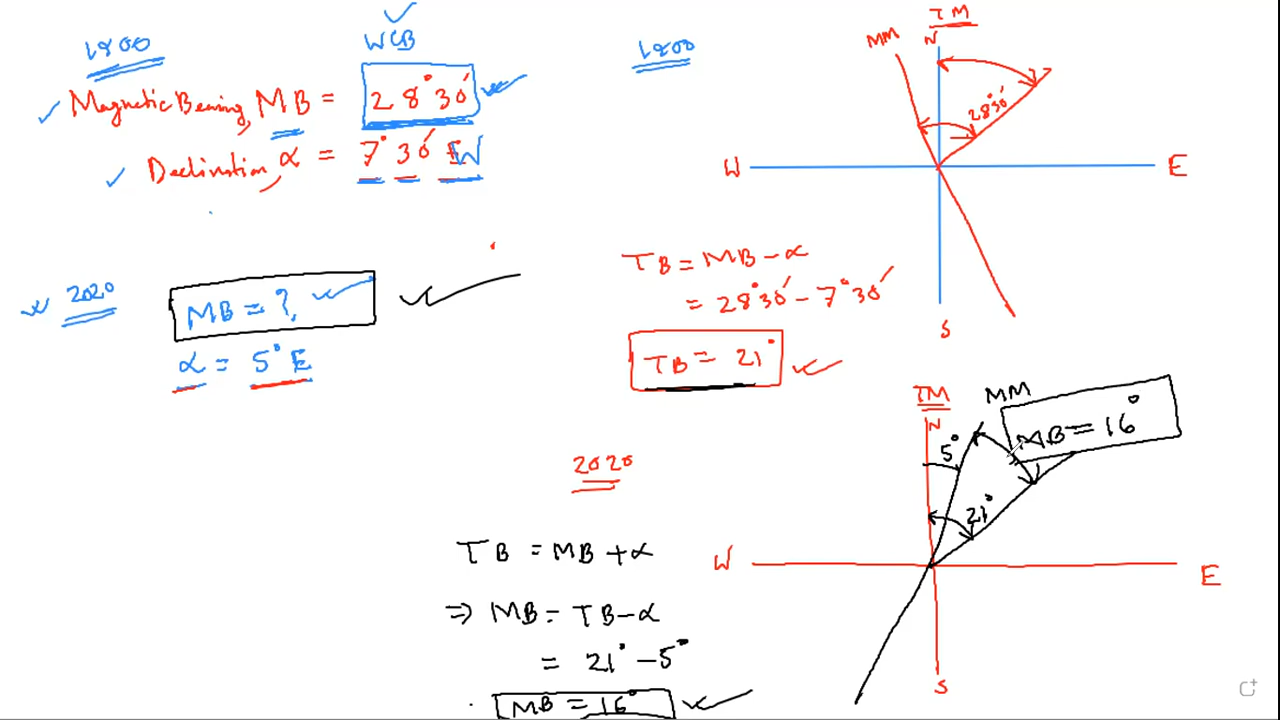 1800
WCB
Magnetic Bearing, MB = 28°30'
Declination, α = 7°30' W
2020
MB = ?
α = 5° E
1800
TM
MM
N
28°30'
W
E
S
TB = MB - α
= 28°30' - 7°30'
TB = 21°
2020
TB = MB + α
⇒ MB = TB - α
= 21° - 5°
MB = 16°
TM
MM
N
5°
MB = 16°
21°
W
E
S